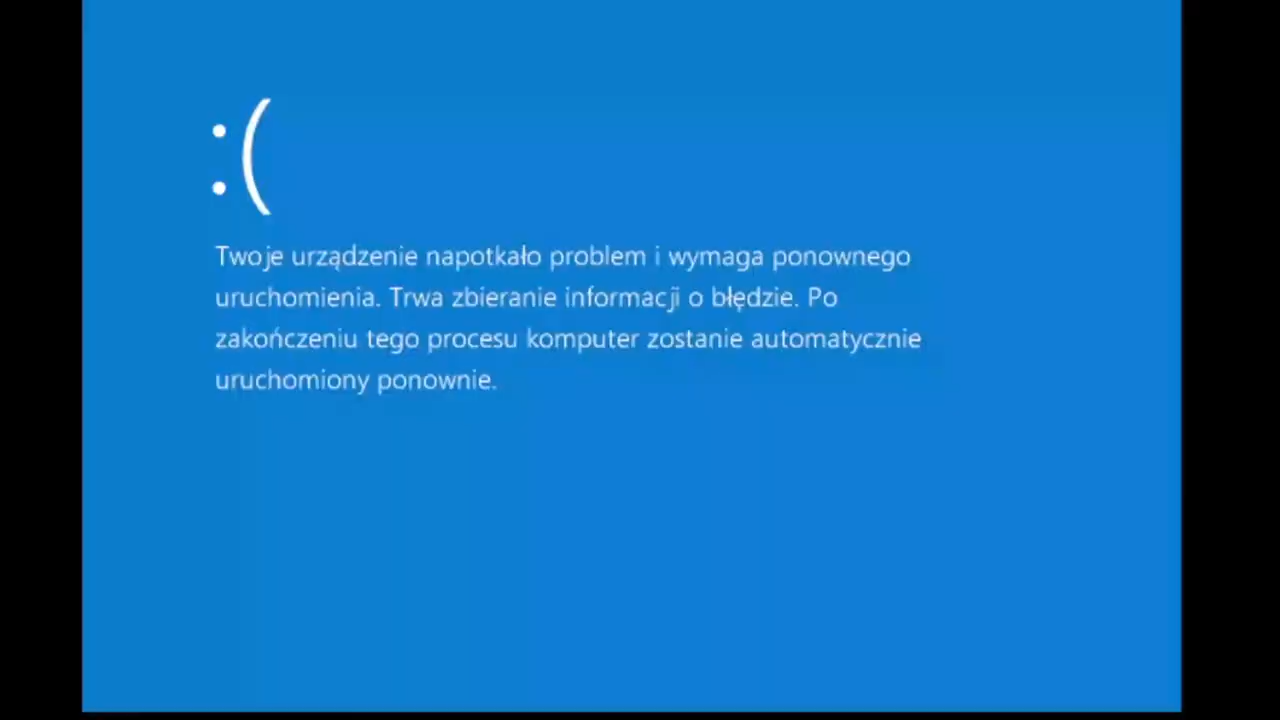 :(
Twoje urządzenie napotkało problem i wymaga ponownego
uruchomienia. Trwa zbieranie informacji o błędzie. Po
zakończeniu tego procesu komputer zostanie automatycznie
uruchomiony ponownie.